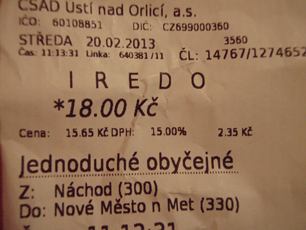 ČSAD Ústí nad Orlicí, a.s.
IČO: 60108851 DIČ: CZ699000360
STŘEDA 20.02.2013 3560
Čas: 11:13:31 Linka: 640381/11 ČL: 14767/1274652
I R E D O
*18.00 Kč
Cena: 15.65 Kč DPH: 15.00% 2.35 Kč
Jednoduché obyčejné
Z: Náchod (300)
Do: Nové Město n Met (330)